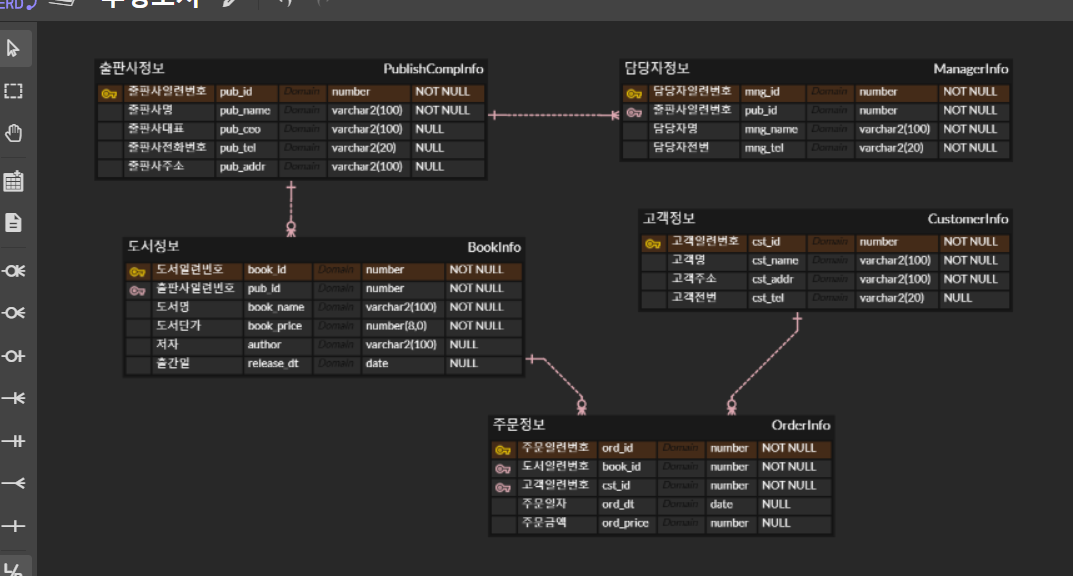 출판사정보 PublishCompInfo
출판사일련번호 pub_id Domain number NOT NULL
출판사명 pub_name Domain varchar2(100) NOT NULL
출판사대표 pub_ceo Domain varchar2(100) NULL
출판사전화번호 pub_tel Domain varchar2(20) NULL
출판사주소 pub_addr Domain varchar2(100) NULL
담당자정보 ManagerInfo
담당자일련번호 mng_id Domain number NOT NULL
출판사일련번호 pub_id Domain number NOT NULL
담당자명 mng_name Domain varchar2(100) NOT NULL
담당자전번 mng_tel Domain varchar2(20) NOT NULL
고객정보 CustomerInfo
고객일련번호 cst_id Domain number NOT NULL
고객명 cst_name Domain varchar2(100) NOT NULL
고객주소 cst_addr Domain varchar2(100) NOT NULL
고객전번 cst_tel Domain varchar2(20) NULL
도서정보 BookInfo
도서일련번호 book_id Domain number NOT NULL
출판사일련번호 pub_id Domain number NOT NULL
도서명 book_name Domain varchar2(100) NOT NULL
도서단가 book_price Domain number(8,0) NOT NULL
저자 author Domain varchar2(100) NULL
출간일 release_dt Domain date NULL
주문정보 OrderInfo
주문일련번호 ord_id Domain number NOT NULL
도서일련번호 book_id Domain number NOT NULL
고객일련번호 cst_id Domain number NOT NULL
주문일자 ord_dt Domain date NULL
주문금액 ord_price Domain number NULL